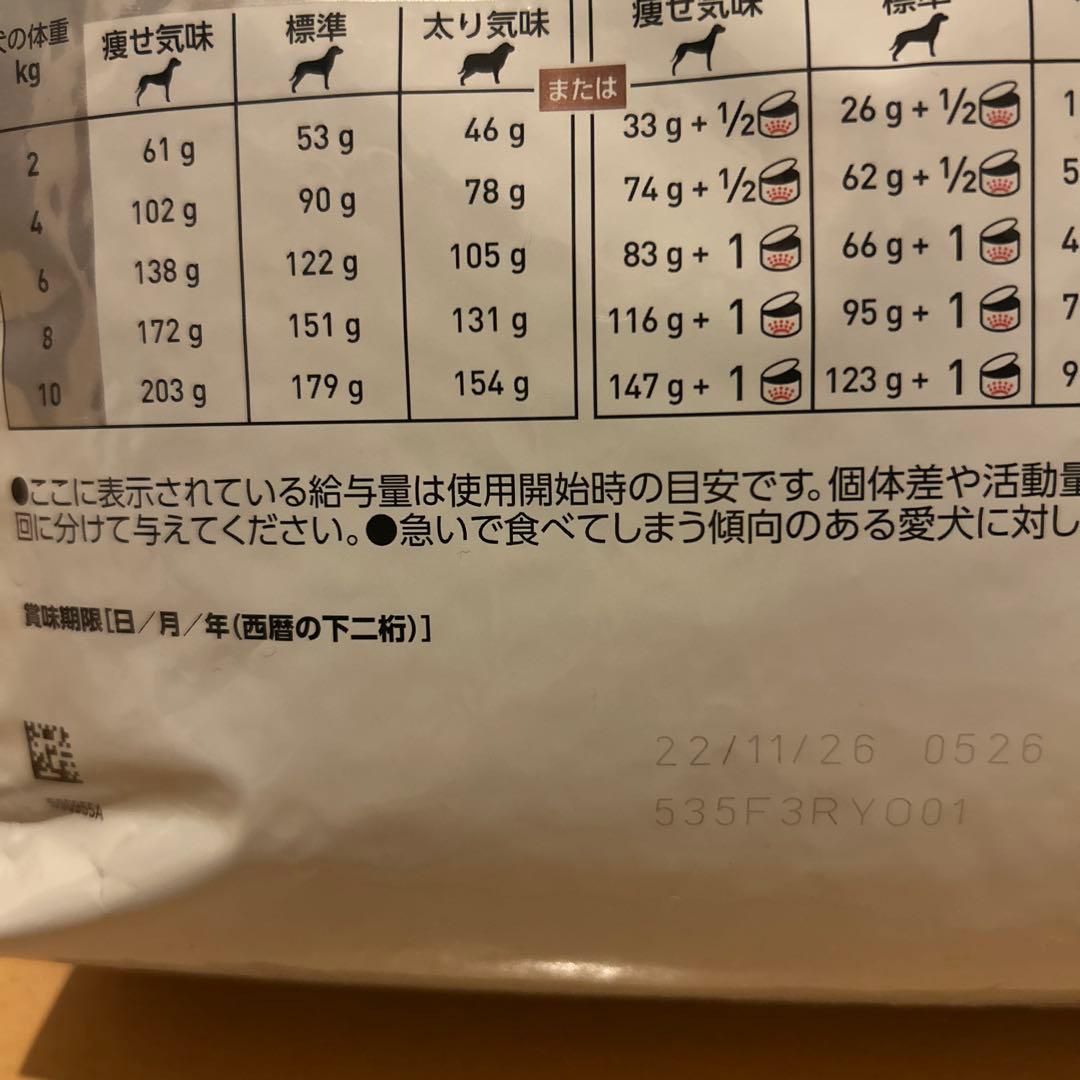 犬の体重 痩せ気味 標準 太り気味 痩せ気味 標準
kg
または
2 61 g 53 g 46 g 33 g + ½ 26 g + ½ 1
4 102 g 90 g 78 g 74 g + ½ 62 g + ½ 5
6 138 g 122 g 105 g 83 g + 1 66 g + 1 4
8 172 g 151 g 131 g 116 g + 1 95 g + 1 7
10 203 g 179 g 154 g 147 g + 1 123 g + 1 9
●ここに表示されている給与量は使用開始時の目安です。個体差や活動量
回に分けて与えてください。●急いで食べてしまう傾向のある愛犬に対し
賞味期限[日/月/年(西暦の下二桁)]
22/11/26 0526
535F3RYO01